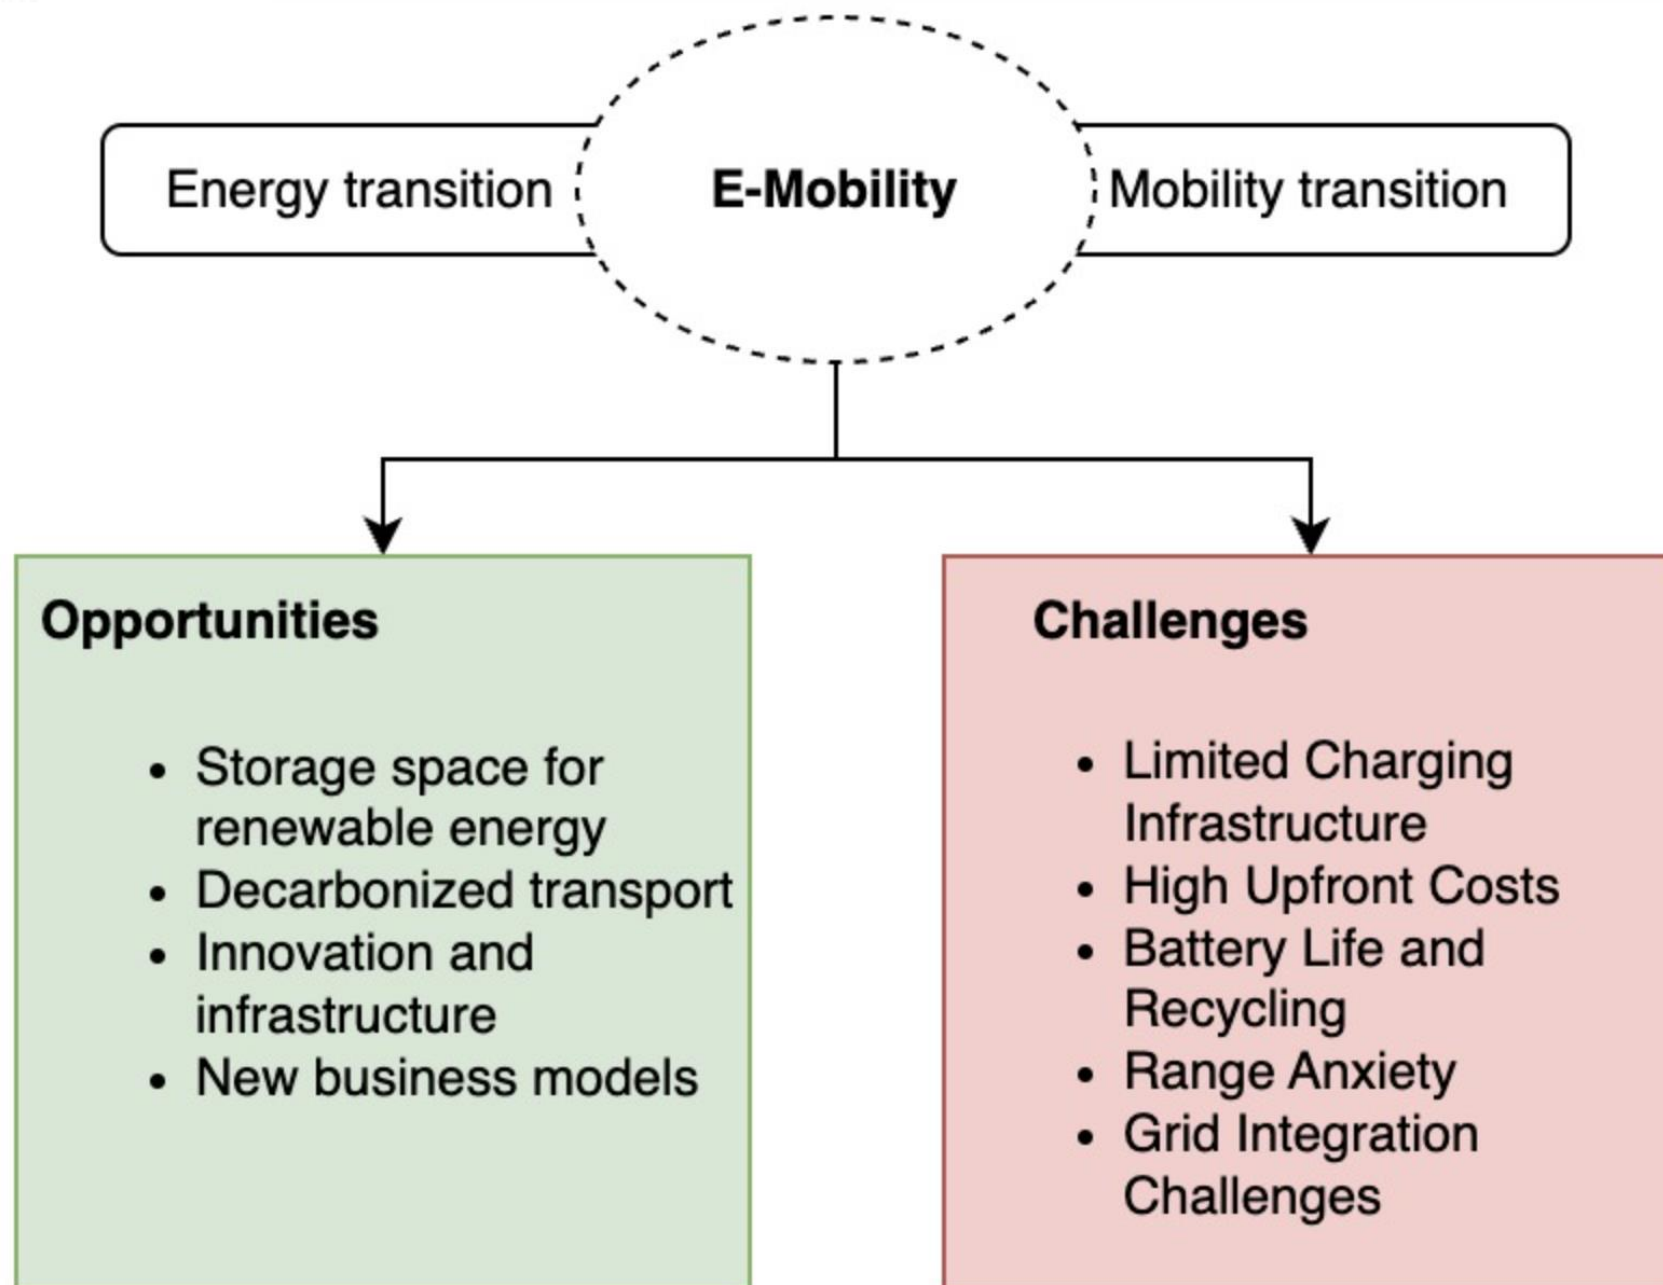 Energy transition
E-Mobility
Mobility transition
Opportunities
• Storage space for
renewable energy
• Decarbonized transport
• Innovation and
infrastructure
• New business models
Challenges
• Limited Charging
Infrastructure
• High Upfront Costs
• Battery Life and
Recycling
• Range Anxiety
• Grid Integration
Challenges